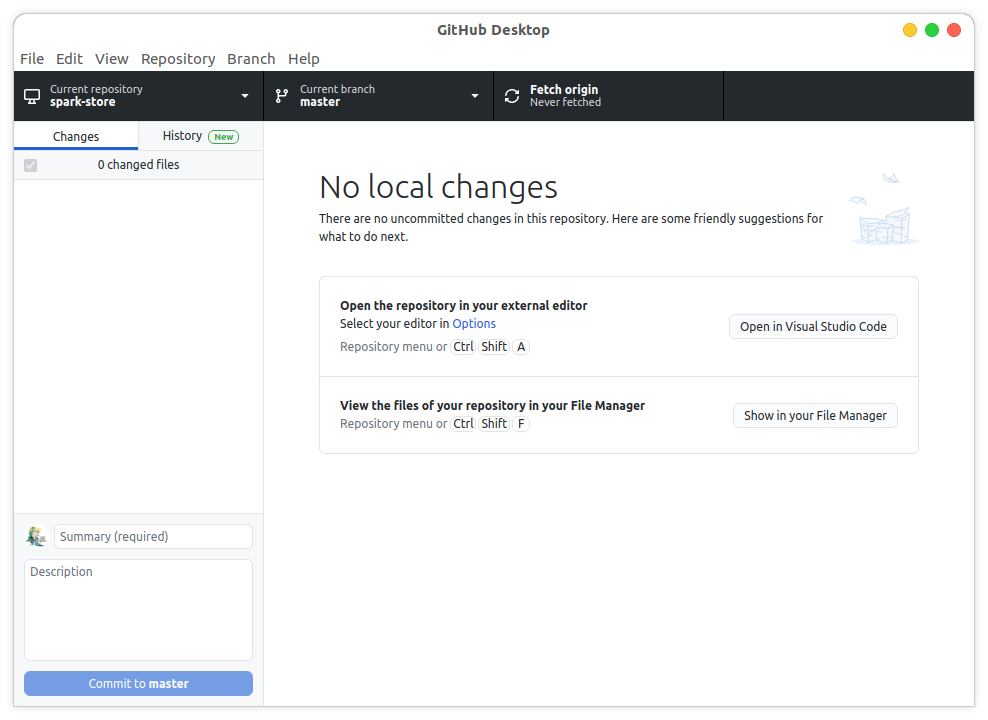 GitHub Desktop
File Edit View Repository Branch Help
Current repository
spark-store
Current branch
master
Fetch origin
Never fetched
Changes
History New
0 changed files
No local changes
There are no uncommitted changes in this repository. Here are some friendly suggestions for
what to do next.
Open the repository in your external editor
Select your editor in Options
Repository menu or Ctrl Shift A
Open in Visual Studio Code
View the files of your repository in your File Manager
Repository menu or Ctrl Shift F
Show in your File Manager
Summary (required)
Description
Commit to master